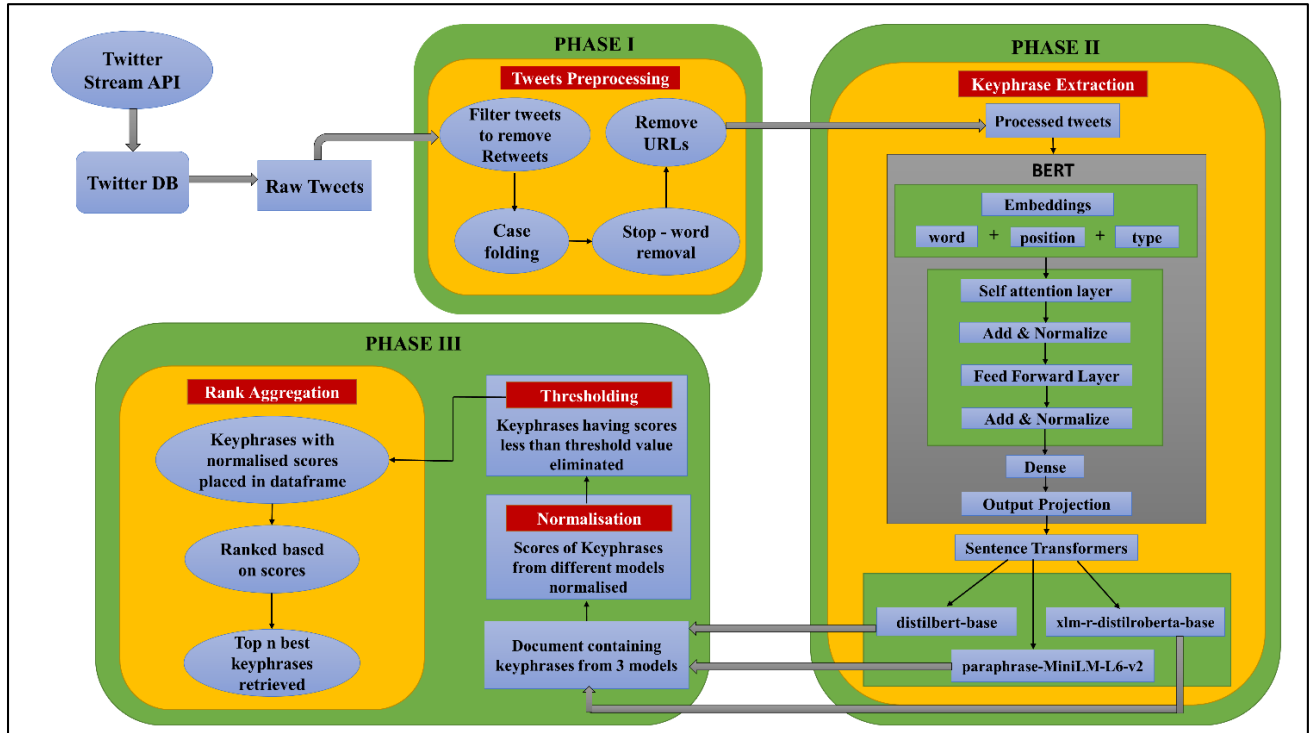 Twitter
Stream API
Twitter DB
Raw Tweets
PHASE I
Tweets Preprocessing
Filter tweets
to remove
Retweets
Remove
URLs
Case
folding
Stop - word
removal
PHASE II
Keyphrase Extraction
Processed tweets
BERT
Embeddings
word + position + type
Self attention layer
Add & Normalize
Feed Forward Layer
Add & Normalize
Dense
Output Projection
Sentence Transformers
distilbert-base
xlm-r-distilroberta-base
paraphrase-MiniLM-L6-v2
PHASE III
Rank Aggregation
Keyphrases with
normalised scores
placed in dataframe
Ranked based
on scores
Top n best
keyphrases
retrieved
Thresholding
Keyphrases having scores
less than threshold value
eliminated
Normalisation
Scores of Keyphrases
from different models
normalised
Document containing
keyphrases from 3 models